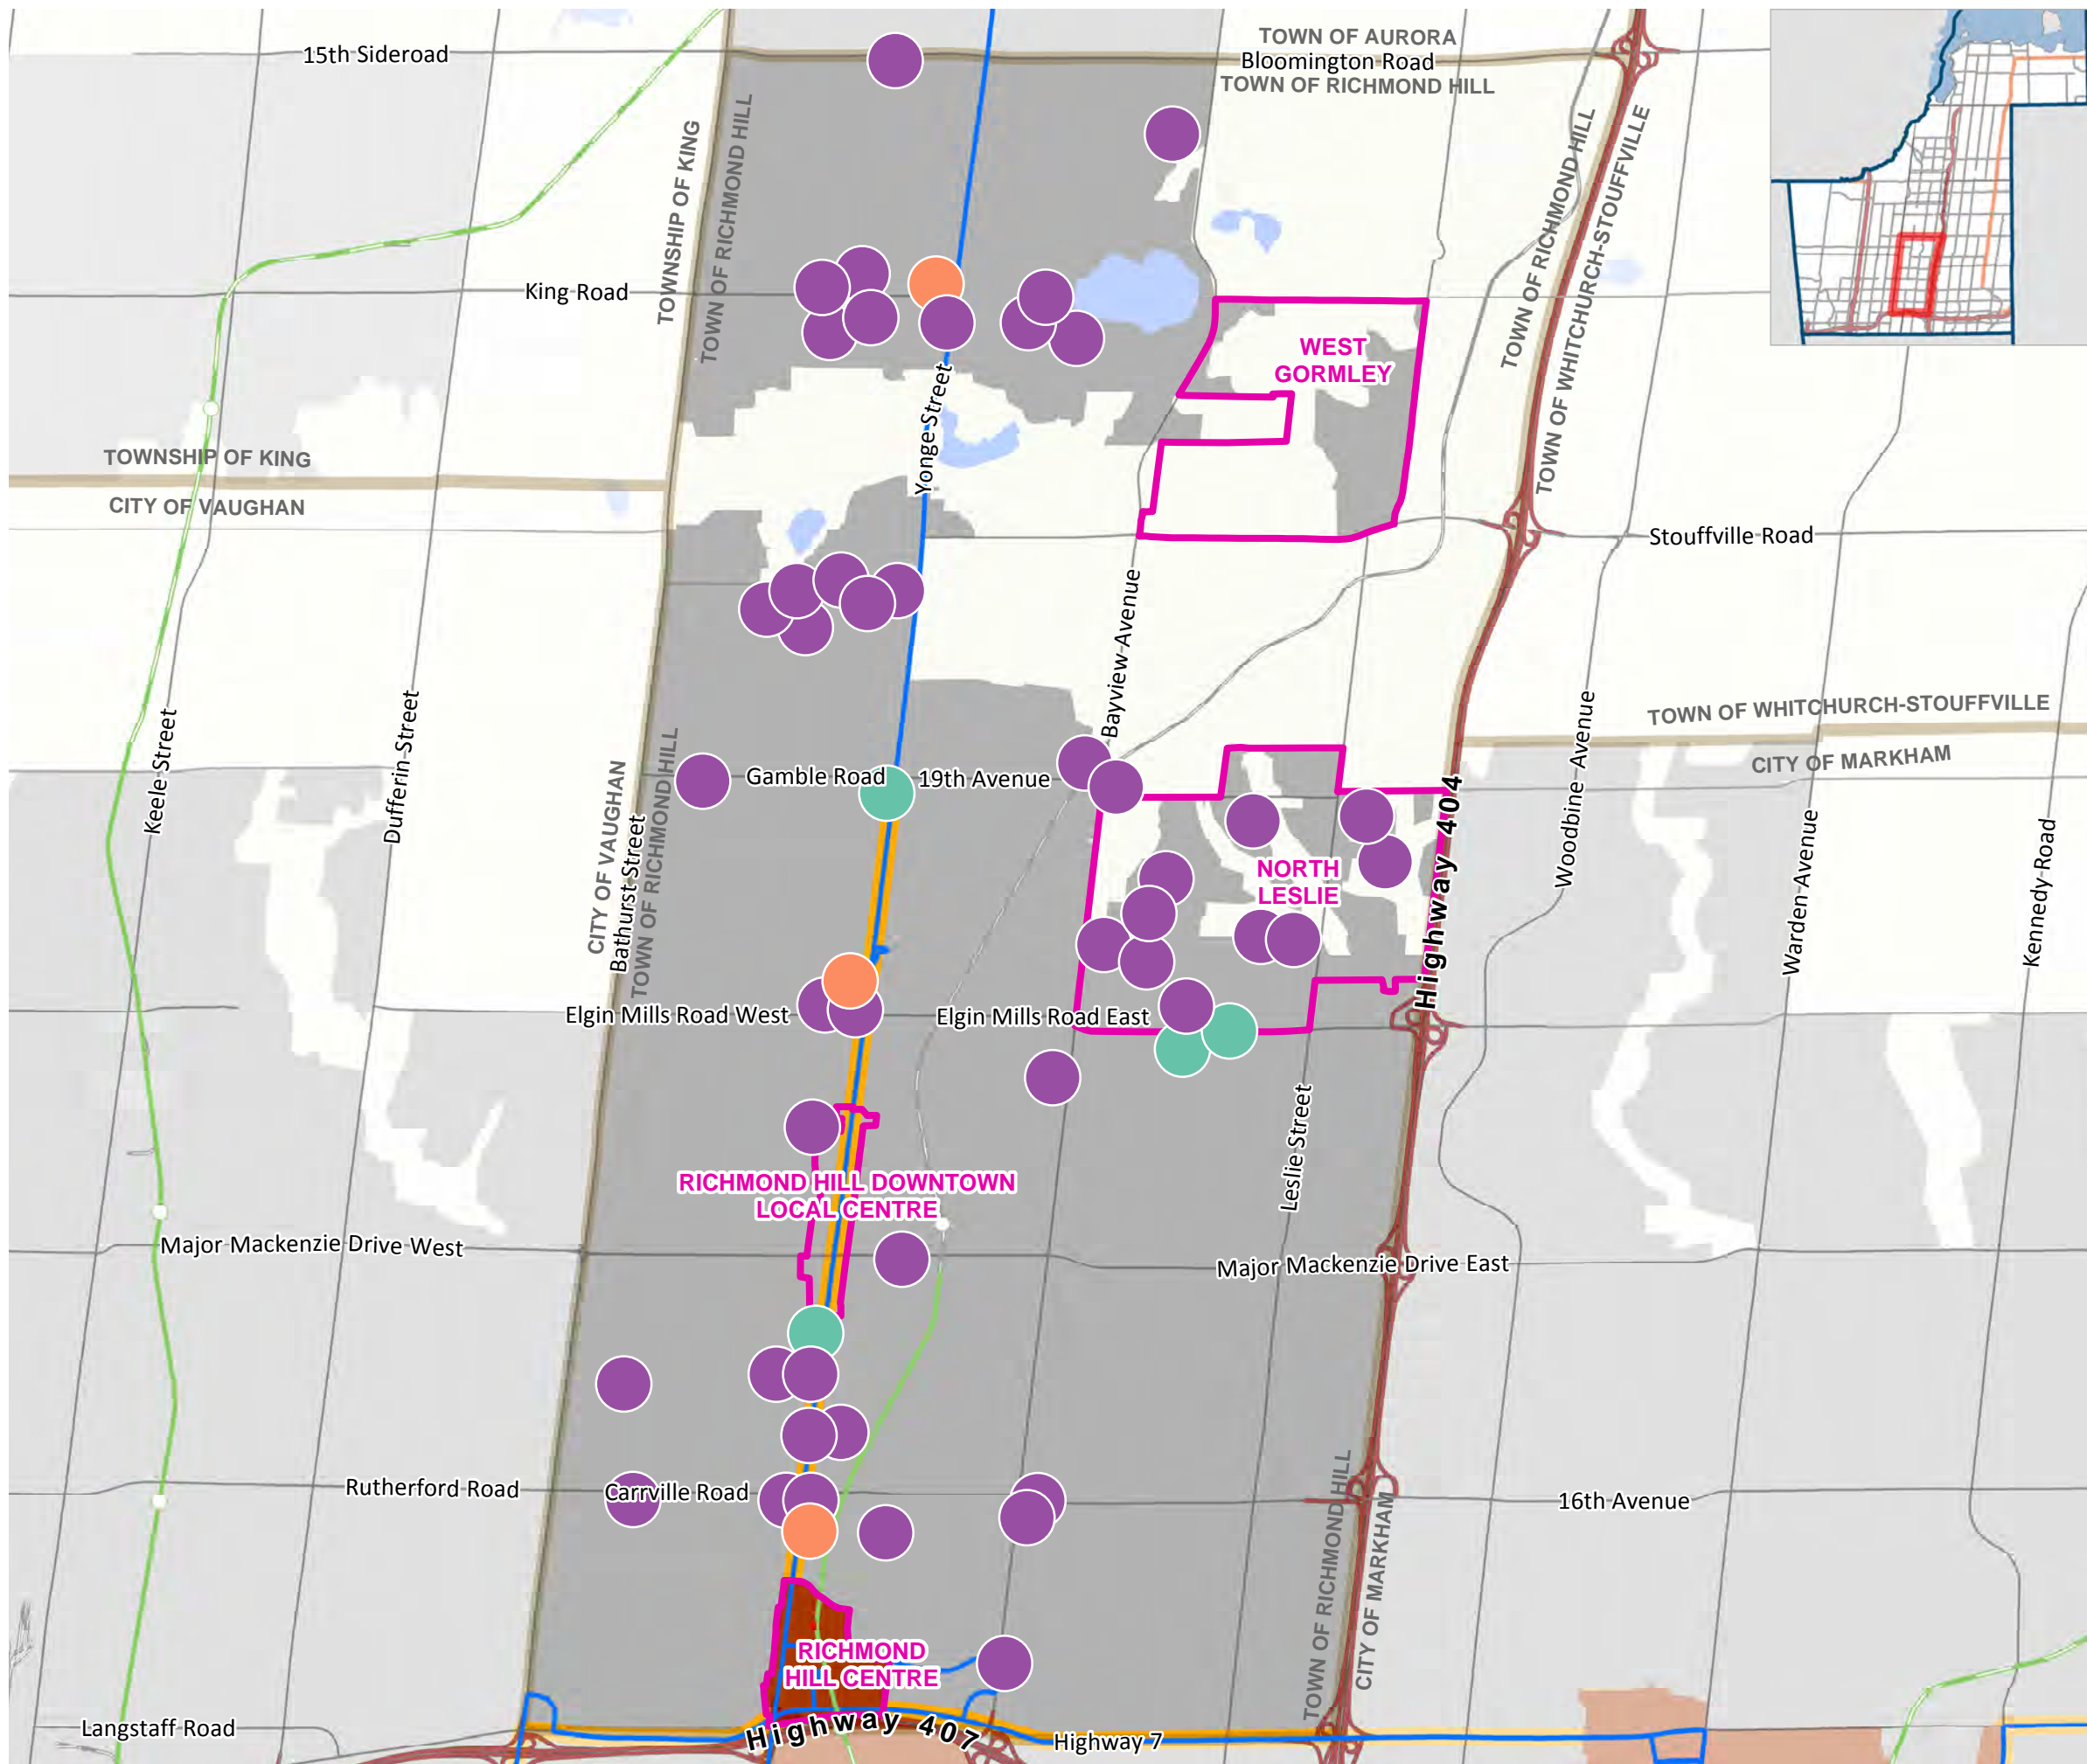 15th Sideroad
TOWN OF AURORA
Bloomington Road
TOWN OF RICHMOND HILL
TOWNSHIP OF KING
TOWN OF RICHMOND HILL
TOWN OF RICHMOND HILL
TOWN OF WHITCHURCH-STOUFFVILLE
King Road
WEST
GORMLEY
Yonge Street
TOWNSHIP OF KING
CITY OF VAUGHAN
Stouffville Road
Bayview Avenue
Keele Street
Dufferin Street
CITY OF VAUGHAN
Bathurst Street
TOWN OF RICHMOND HILL
Gamble Road
19th Avenue
TOWN OF WHITCHURCH-STOUFFVILLE
CITY OF MARKHAM
Highway 404
Woodbine Avenue
Warden Avenue
Kennedy Road
NORTH
LESLIE
Elgin Mills Road West
Elgin Mills Road East
Leslie Street
RICHMOND HILL DOWNTOWN
LOCAL CENTRE
Major Mackenzie Drive West
Major Mackenzie Drive East
Rutherford Road
Carrville Road
16th Avenue
TOWN OF RICHMOND HILL
CITY OF MARKHAM
RICHMOND
HILL CENTRE
Langstaff Road
Highway 407
Highway 7